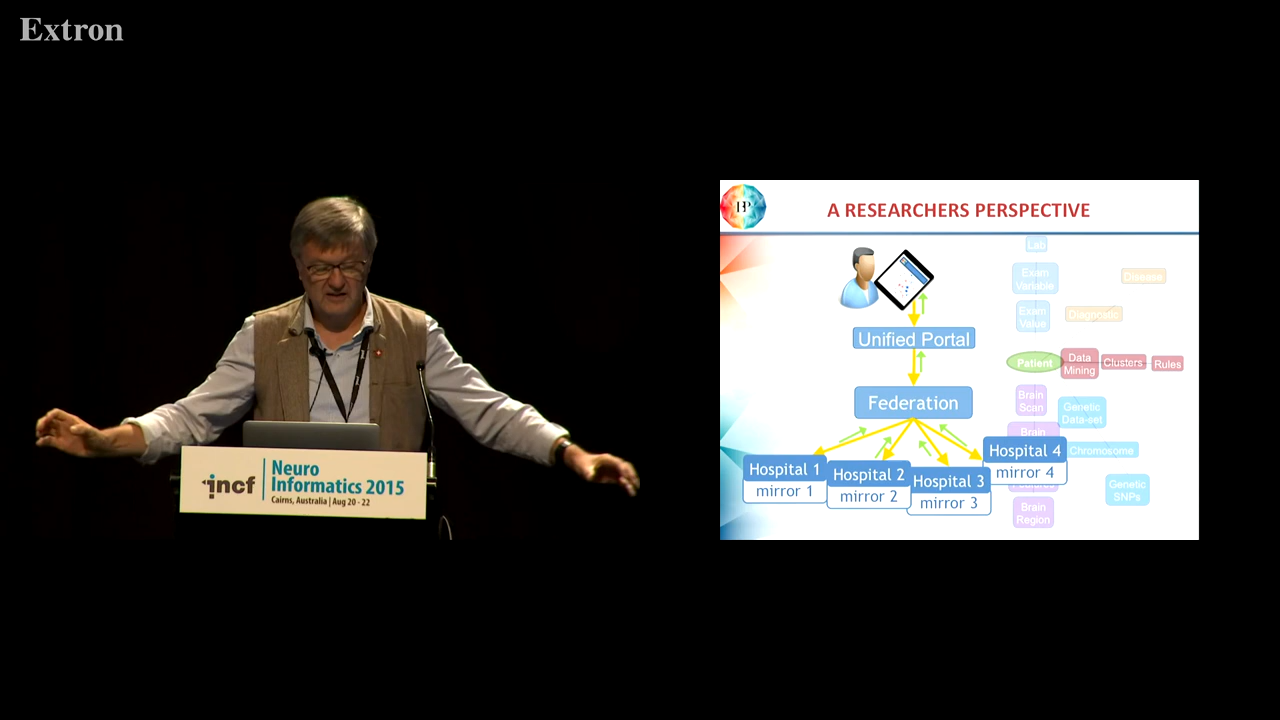 Extron
incf
Neuro
Informatics 2015
Cairns, Australia | Aug 20 - 22
A RESEARCHERS PERSPECTIVE
Unified Portal
Federation
Hospital 1
mirror 1
Hospital 2
mirror 2
Hospital 3
mirror 3
Hospital 4
mirror 4
Lab
Exam
Variable
Disease
Exam
Value
Diagnostic
Patient
Data
Mining
Clusters
Rules
Brain
Scan
Genetic
Data-set
Brain
Chromosome
Genetic
SNPs
Brain
Region